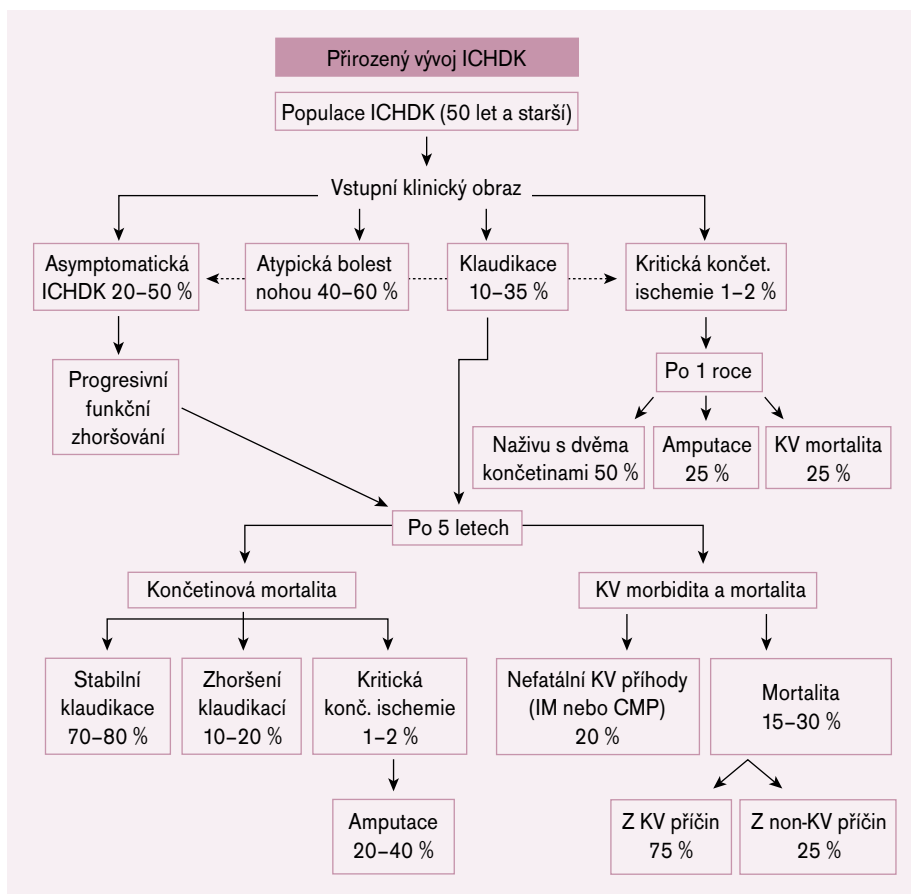 Přirozený vývoj ICHDK
Populace ICHDK (50 let a starší)
Vstupní klinický obraz
Asymptomatická
ICHDK 20–50 %
Atypická bolest
nohou 40–60 %
Klaudikace
10–35 %
Kritická končet.
ischemie 1–2 %
Progresivní
funkční
zhoršování
Po 1 roce
Naživu s dvěma
končetinami 50 %
Amputace
25 %
KV mortalita
25 %
Po 5 letech
Končetinová mortalita
KV morbidita a mortalita
Stabilní
klaudikace
70–80 %
Zhoršení
klaudikací
10–20 %
Kritická
konč. ischemie
1–2 %
Nefatální KV příhody
(IM nebo CMP)
20 %
Mortalita
15–30 %
Amputace
20–40 %
Z KV příčin
75 %
Z non-KV příčin
25 %